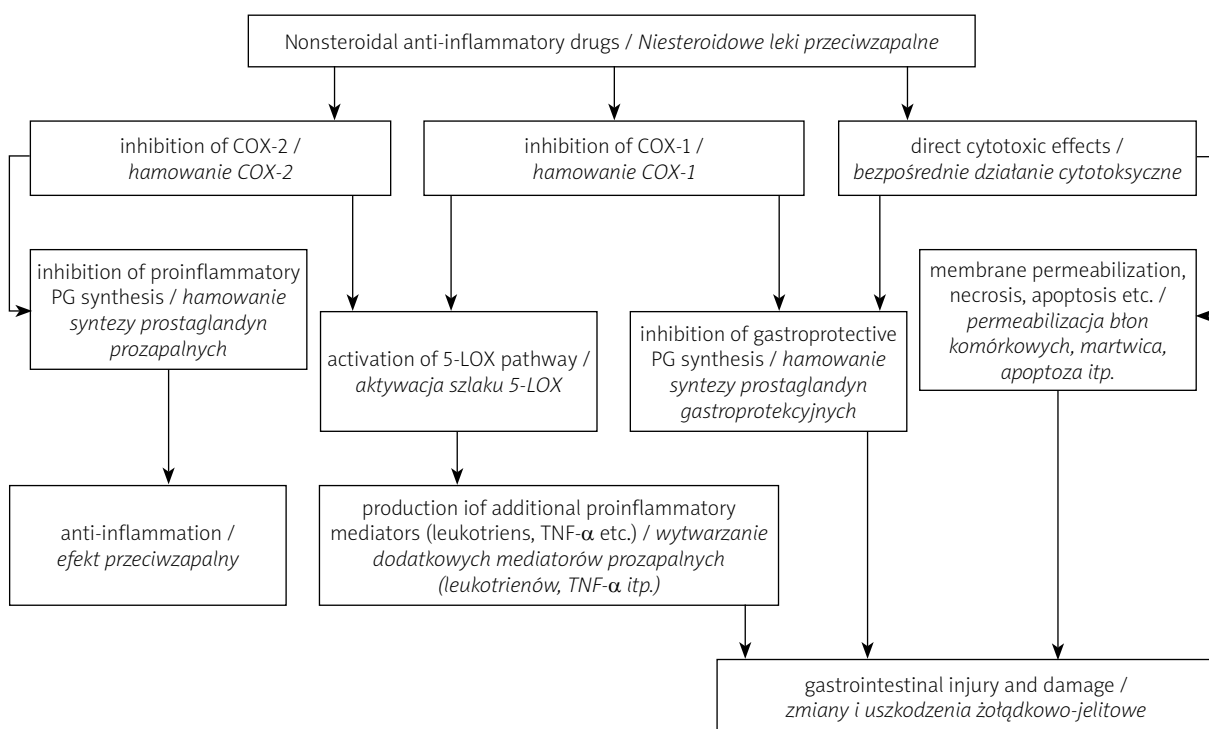 Nonsteroidal anti-inflammatory drugs / Niesteroidowe leki przeciwzapalne
inhibition of COX-2 /
hamowanie COX-2
inhibition of COX-1 /
hamowanie COX-1
direct cytotoxic effects /
bezpośrednie działanie cytotoksyczne
inhibition of proinflammatory
PG synthesis / hamowanie
syntezy prostaglandyn
prozapalnych
activation of 5-LOX pathway /
aktywacja szlaku 5-LOX
inhibition of gastroprotective
PG synthesis / hamowanie
syntezy prostaglandyn
gastroprotekcyjnych
membrane permeabilization,
necrosis, apoptosis etc. /
permeabilizacja błon
komórkowych, martwica,
apoptoza itp.
anti-inflammation /
efekt przeciwzapalny
production iof additional proinflammatory
mediators (leukotriens, TNF-α etc.) / wytwarzanie
dodatkowych mediatorów prozapalnych
(leukotrienów, TNF-α itp.)
gastrointestinal injury and damage /
zmiany i uszkodzenia żołądkowo-jelitowe